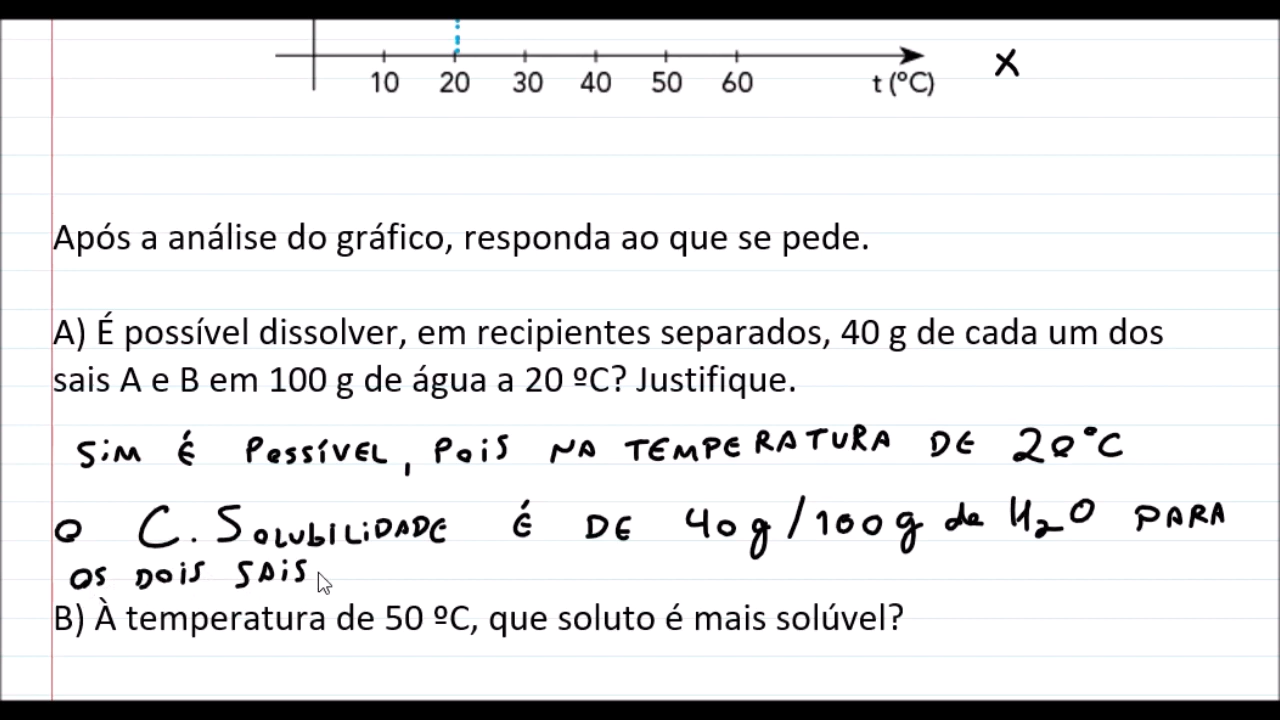 10 20 30 40 50 60 t (ºC) X
Após a análise do gráfico, responda ao que se pede.
A) É possível dissolver, em recipientes separados, 40 g de cada um dos
sais A e B em 100 g de água a 20 ºC? Justifique.
SIM É POSSÍVEL, POIS NA TEMPERATURA DE 20°C
O C. SOLUBILIDADE É DE 40g/100g de H2O PARA
OS DOIS SAIS
B) À temperatura de 50 ºC, que soluto é mais solúvel?